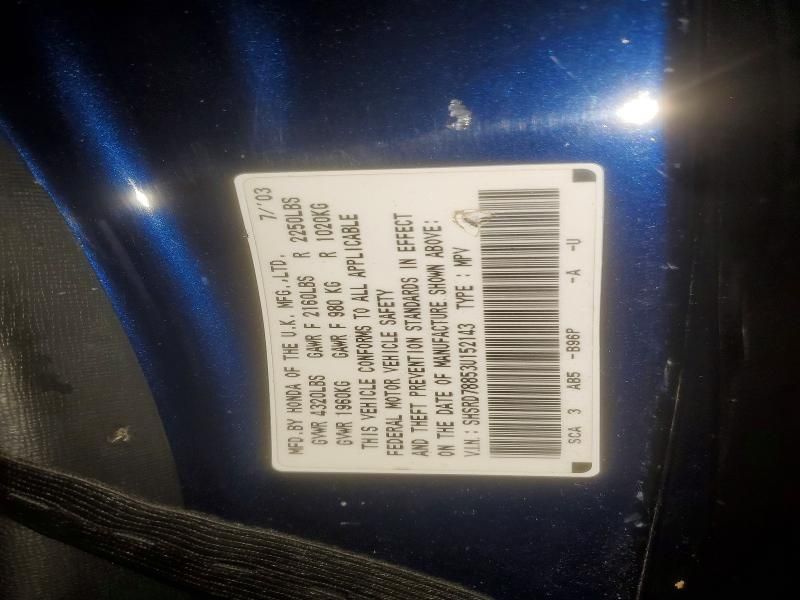 MFD.BY HONDA OF THE U.K. MFG.,LTD. 7/'03
GVWR 4320LBS GAWR F 2160LBS R 2250LBS
GVWR 1960KG GAWR F 980 KG R 1020KG
THIS VEHICLE CONFORMS TO ALL APPLICABLE
FEDERAL MOTOR VEHICLE SAFETY
AND THEFT PREVENTION STANDARDS IN EFFECT
ON THE DATE OF MANUFACTURE SHOWN ABOVE:
V.I.N.: SHSRD78853U152143 TYPE : MPV
SCA 3 AB5 -B96P -A -U